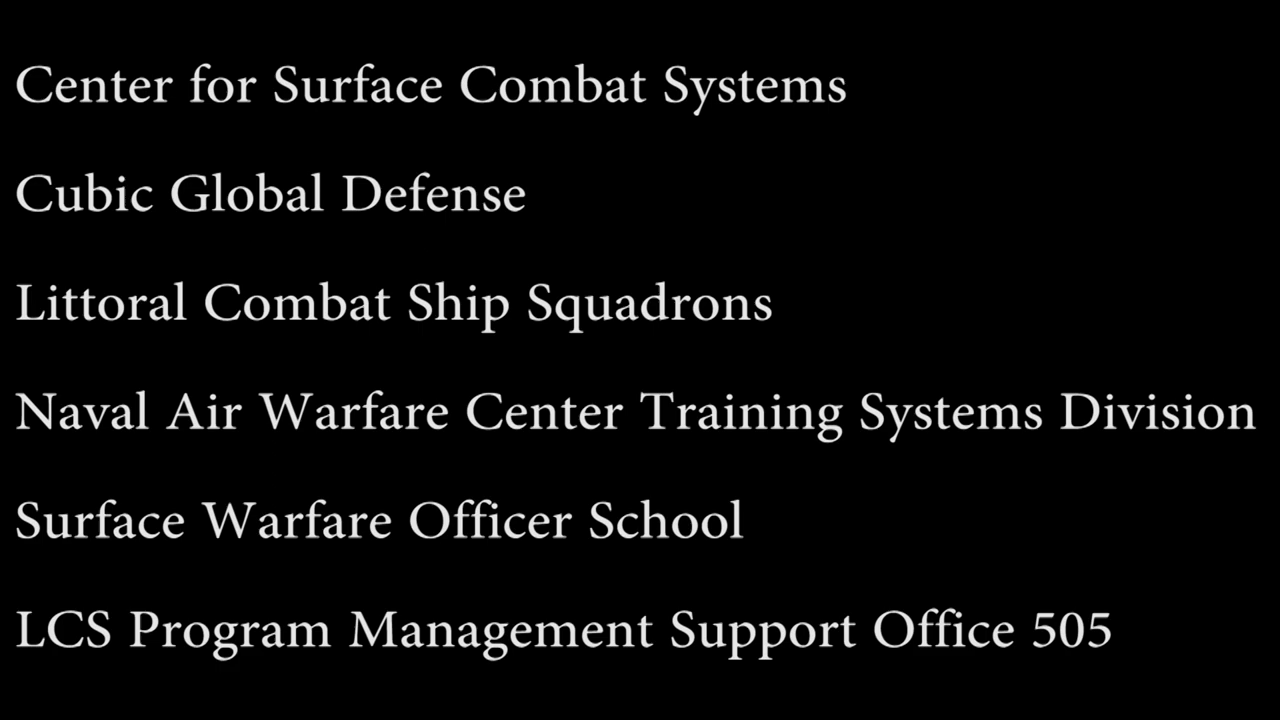 Center for Surface Combat Systems
Cubic Global Defense
Littoral Combat Ship Squadrons
Naval Air Warfare Center Training Systems Division
Surface Warfare Officer School
LCS Program Management Support Office 505